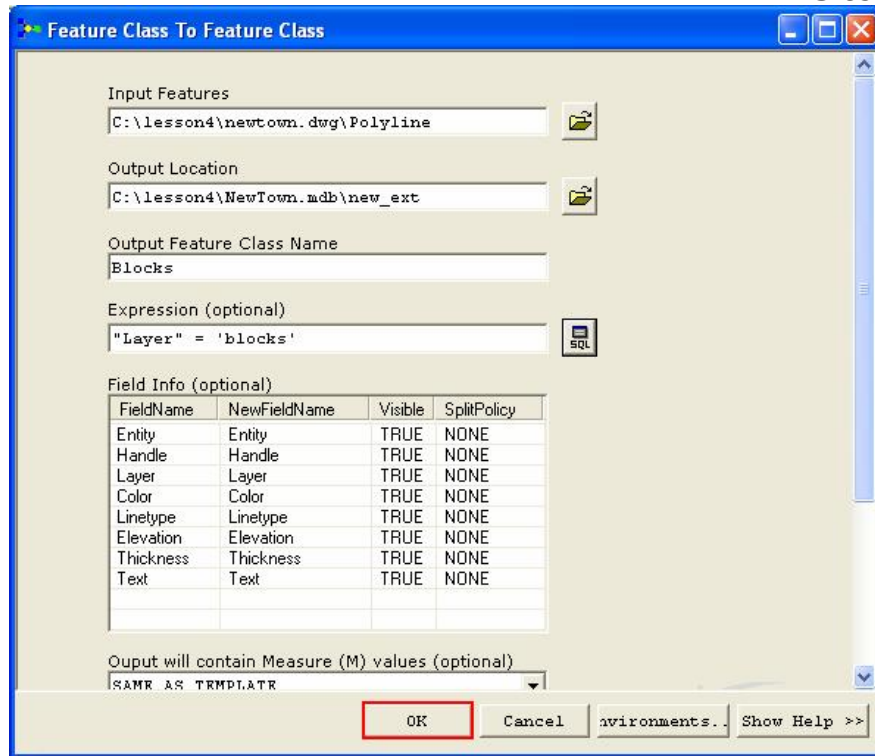 Feature Class To Feature Class
Input Features
C:\lesson4\newtown.dwg\Polyline
Output Location
C:\lesson4\NewTown.mdb\new_ext
Output Feature Class Name
Blocks
Expression (optional)
"Layer" = 'blocks'
SQL
Field Info (optional)
FieldName NewFieldName Visible SplitPolicy
Entity Entity TRUE NONE
Handle Handle TRUE NONE
Layer Layer TRUE NONE
Color Color TRUE NONE
Linetype Linetype TRUE NONE
Elevation Elevation TRUE NONE
Thickness Thickness TRUE NONE
Text Text TRUE NONE
Ouput will contain Measure (M) values (optional)
SAME AS TEMPLATE
OK Cancel nvironments.. Show Help >>